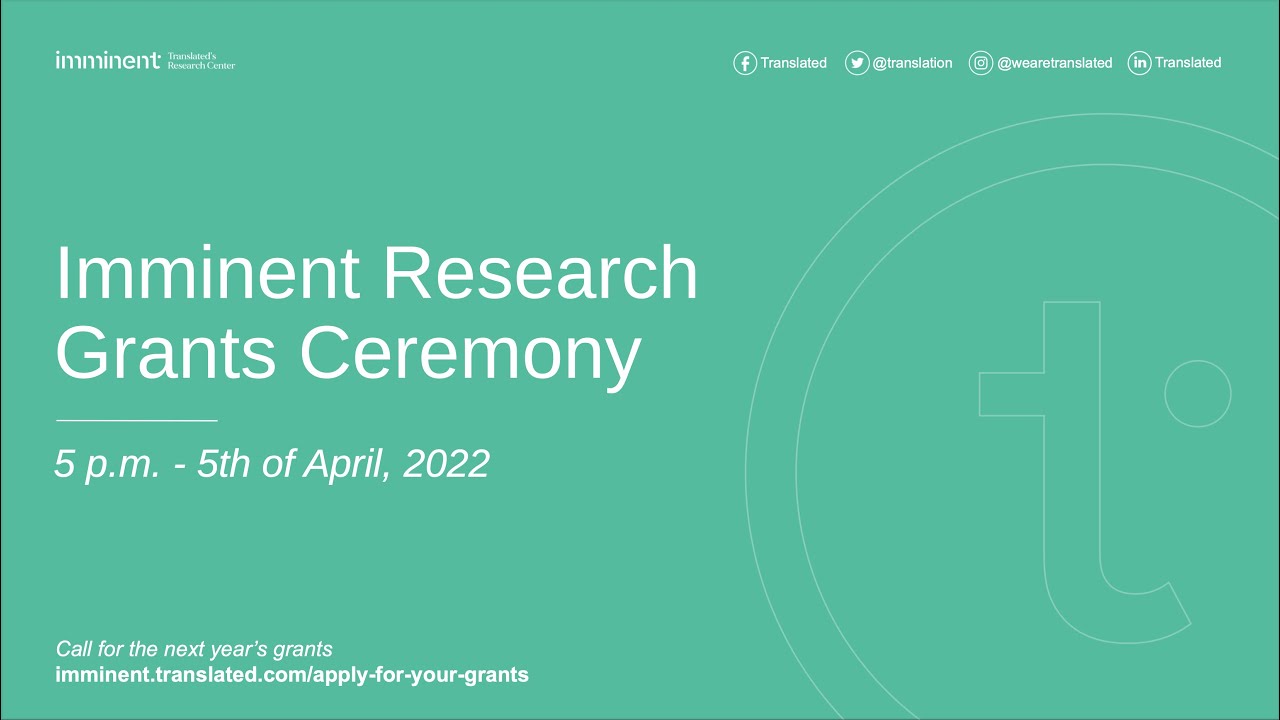 imminent Translated's
Research Center
Translated @translation @wearetranslated Translated
Imminent Research
Grants Ceremony
5 p.m. - 5th of April, 2022
Call for the next year’s grants
imminent.translated.com/apply-for-your-grants